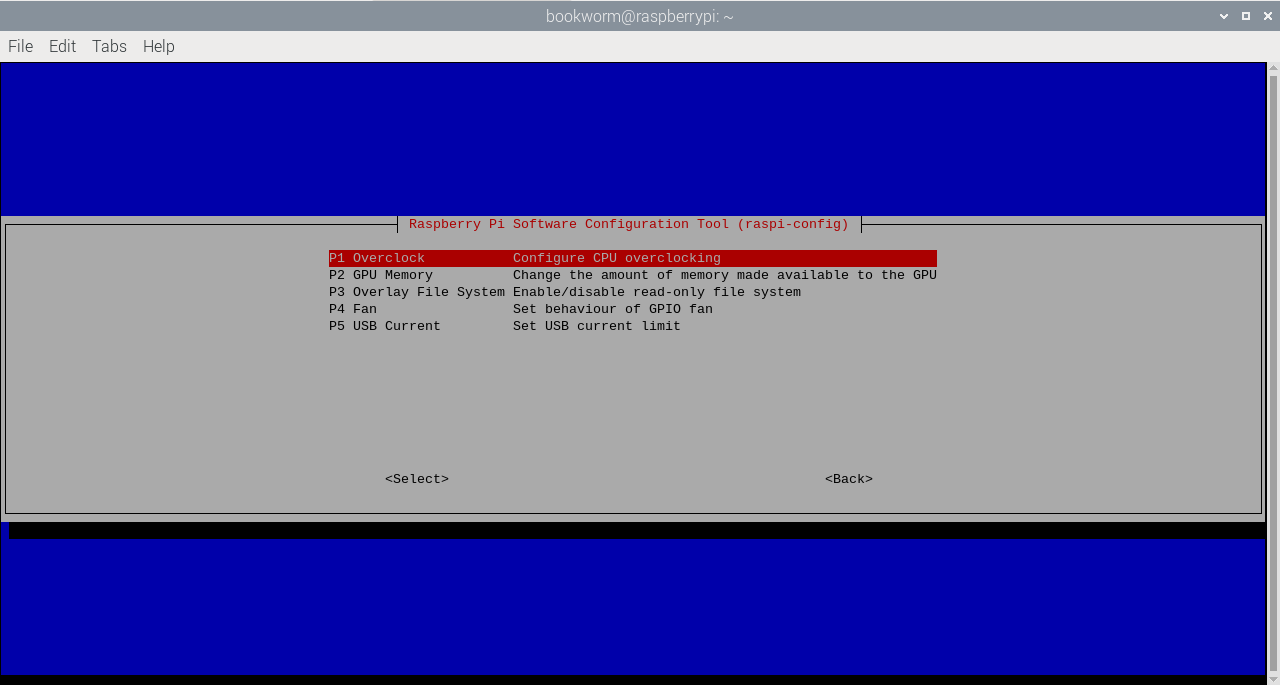 bookworm@raspberrypi: ~
File Edit Tabs Help
Raspberry Pi Software Configuration Tool (raspi-config)
P1 Overclock Configure CPU overclocking
P2 GPU Memory Change the amount of memory made available to the GPU
P3 Overlay File System Enable/disable read-only file system
P4 Fan Set behaviour of GPIO fan
P5 USB Current Set USB current limit
<Select> <Back>